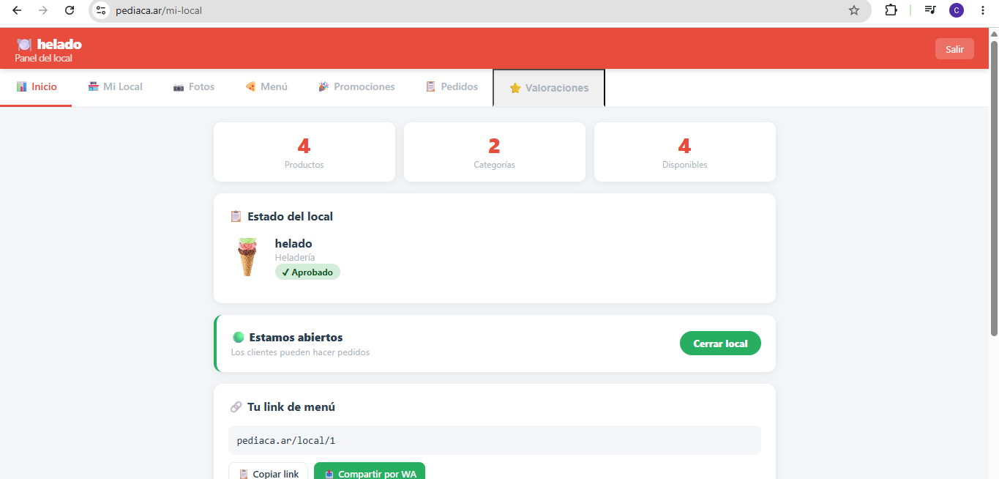 pediaca.ar/mi-local
C
helado
Panel del local
Salir
Inicio
Mi Local
Fotos
Menú
Promociones
Pedidos
Valoraciones
4
Productos
2
Categorías
4
Disponibles
Estado del local
helado
Heladería
✓ Aprobado
Estamos abiertos
Los clientes pueden hacer pedidos
Cerrar local
Tu link de menú
pediaca.ar/local/1
Copiar link
Compartir por WA